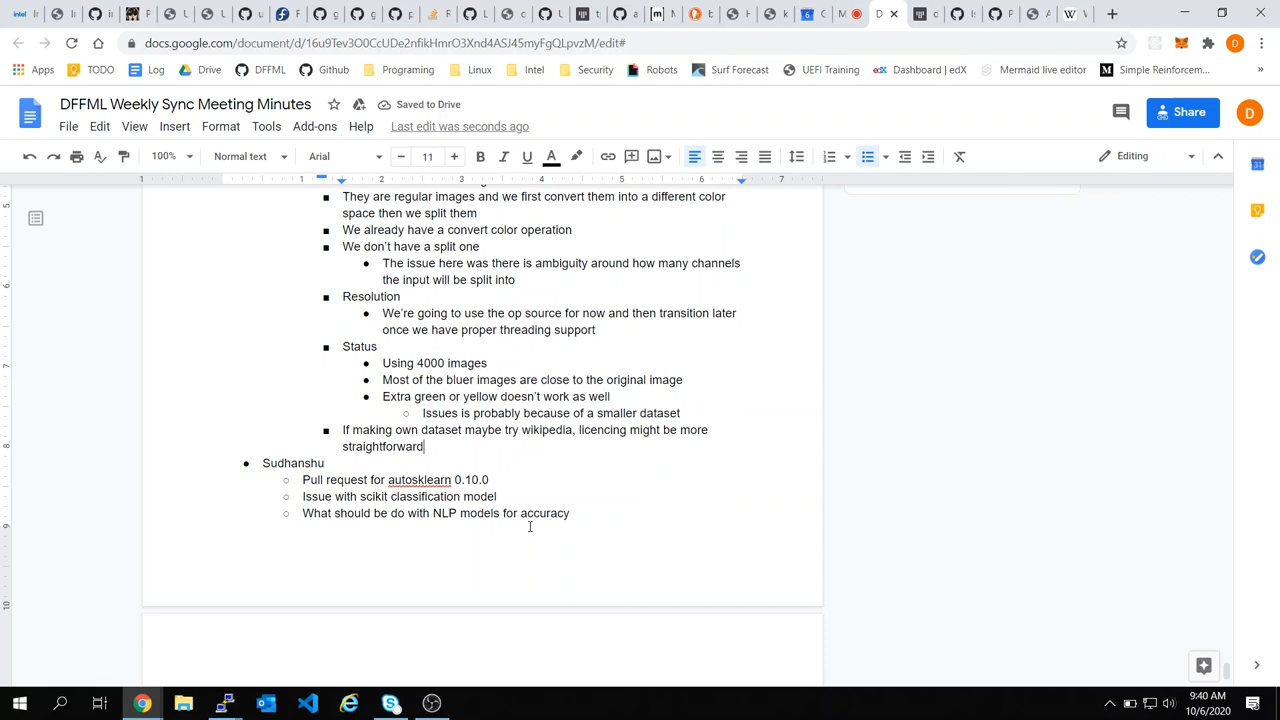 docs.google.com/document/d/16u9Tev3O0CcUDe2nfikHmrO3Xnd4ASJ45myFgQLpvzM/edit#
Apps TODO Log Drive DFFML Github Programing Linux Intel Security Robots Surf Forecast UEFI Training Dashboard | edX Mermaid live editor Simple Reinforcem...
DFFML Weekly Sync Meeting Minutes Saved to Drive
File Edit View Insert Format Tools Add-ons Help Last edit was seconds ago
Share
D
100% Normal text Arial 11 Editing
1 1 2 3 4 5 6 7
They are regular images and we first convert them into a different color
space then we split them
We already have a convert color operation
We don't have a split one
The issue here was there is ambiguity around how many channels
the input will be split into
Resolution
We're going to use the op source for now and then transition later
once we have proper threading support
Status
Using 4000 images
Most of the bluer images are close to the original image
Extra green or yellow doesn't work as well
Issues is probably because of a smaller dataset
If making own dataset maybe try wikipedia, licencing might be more
straightforward
Sudhanshu
Pull request for autosklearn 0.10.0
Issue with scikit classification model
What should be do with NLP models for accuracy
9:40 AM
10/6/2020